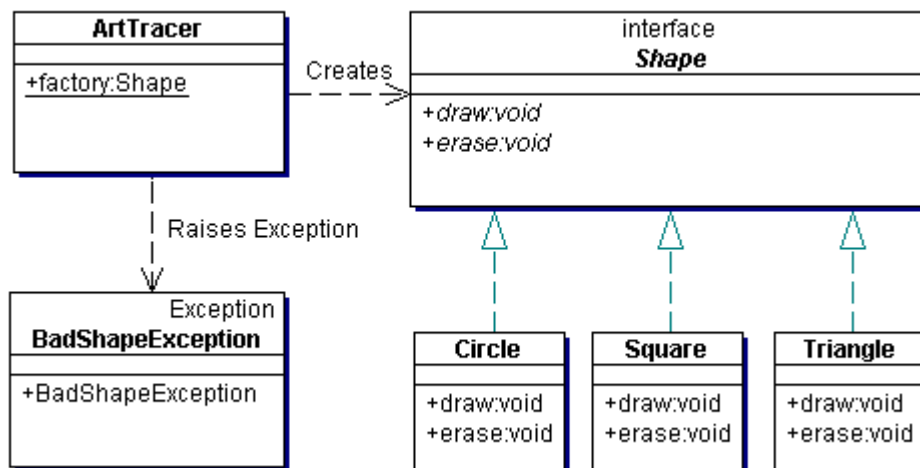 ArtTracer
+factory:Shape
Creates
interface
Shape
+draw:void
+erase:void
Raises Exception
Exception
BadShapeException
+BadShapeException
Circle
+draw:void
+erase:void
Square
+draw:void
+erase:void
Triangle
+draw:void
+erase:void